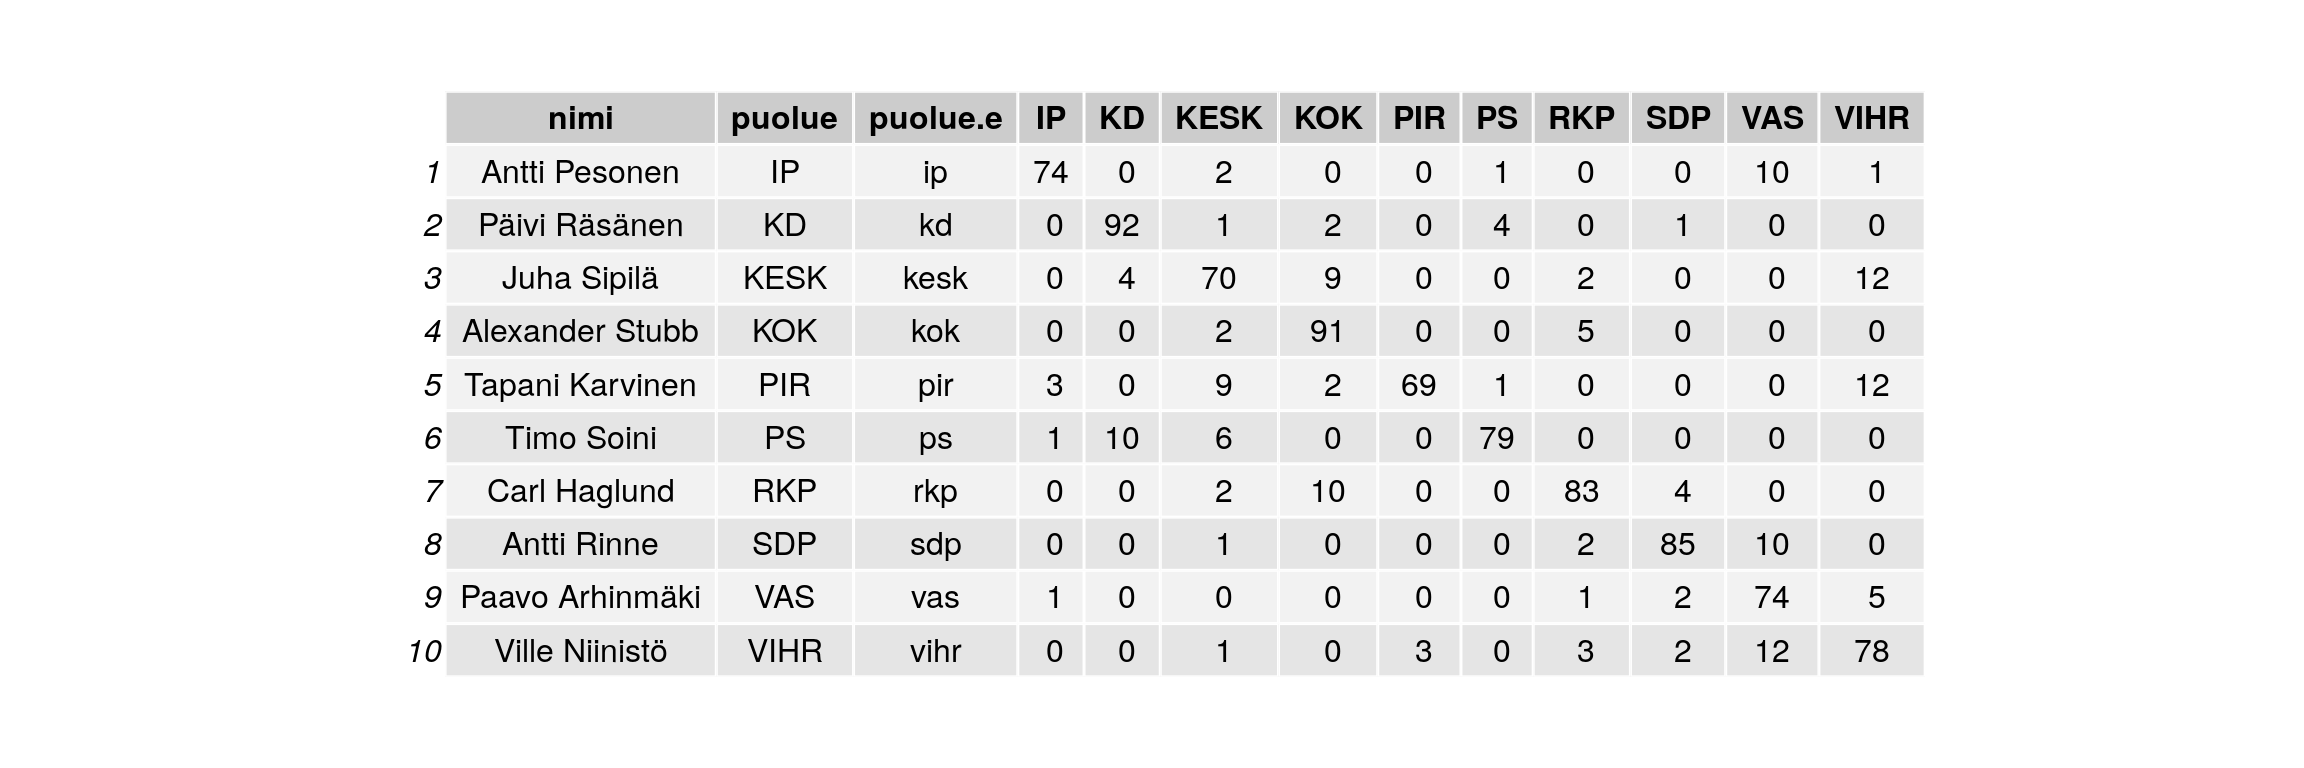 nimi puolue puolue.e IP KD KESK KOK PIR PS RKP SDP VAS VIHR
1 Antti Pesonen IP ip 74 0 2 0 0 1 0 0 10 1
2 Päivi Räsänen KD kd 0 92 1 2 0 4 0 1 0 0
3 Juha Sipilä KESK kesk 0 4 70 9 0 0 2 0 0 12
4 Alexander Stubb KOK kok 0 0 2 91 0 0 5 0 0 0
5 Tapani Karvinen PIR pir 3 0 9 2 69 1 0 0 0 12
6 Timo Soini PS ps 1 10 6 0 0 79 0 0 0 0
7 Carl Haglund RKP rkp 0 0 2 10 0 0 83 4 0 0
8 Antti Rinne SDP sdp 0 0 1 0 0 0 2 85 10 0
9 Paavo Arhinmäki VAS vas 1 0 0 0 0 0 1 2 74 5
10 Ville Niinistö VIHR vihr 0 0 1 0 3 0 3 2 12 78